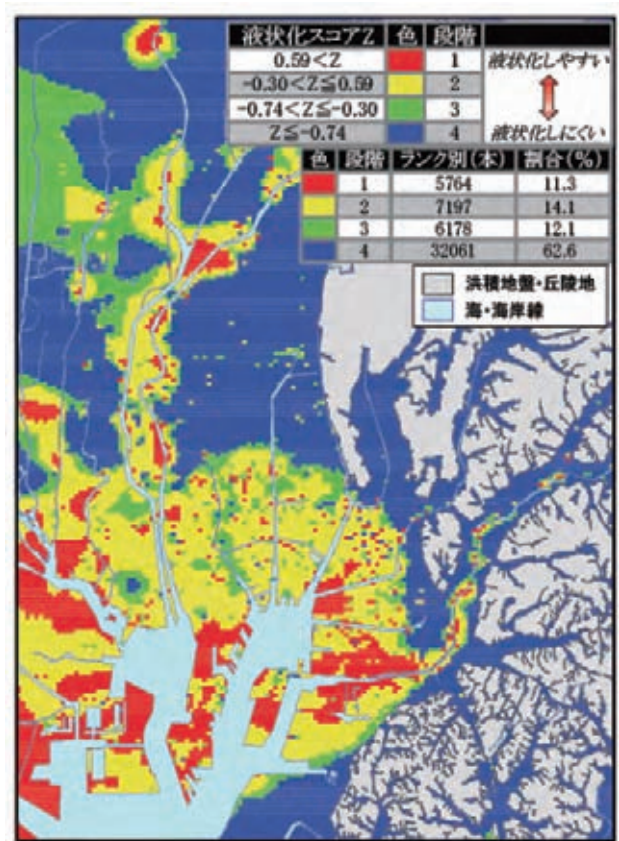 液状化スコアZ 色 段階
0.59<Z 1 液状化しやすい
-0.30<Z≦0.59 2
-0.74<Z≦-0.30 3
Z≦-0.74 4 液状化しにくい
色 段階 ランク別(本) 割合(%)
1 5764 11.3
2 7197 14.1
3 6178 12.1
4 32061 62.6
洪積地盤・丘陵地
海・海岸線